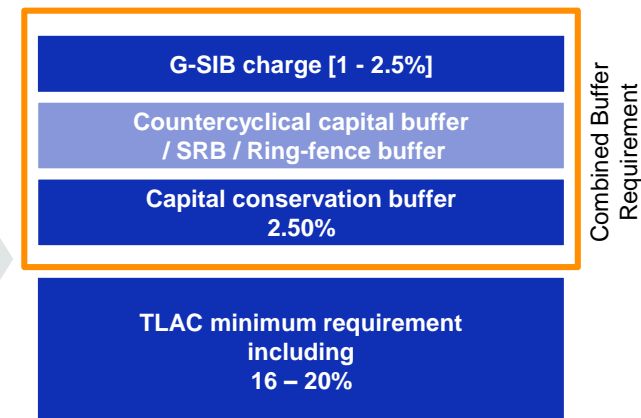 G-SIB charge [1 - 2.5%]
Countercyclical capital buffer
/ SRB / Ring-fence buffer
Capital conservation buffer
2.50%
Combined Buffer
Requirement
TLAC minimum requirement
including
16 – 20%